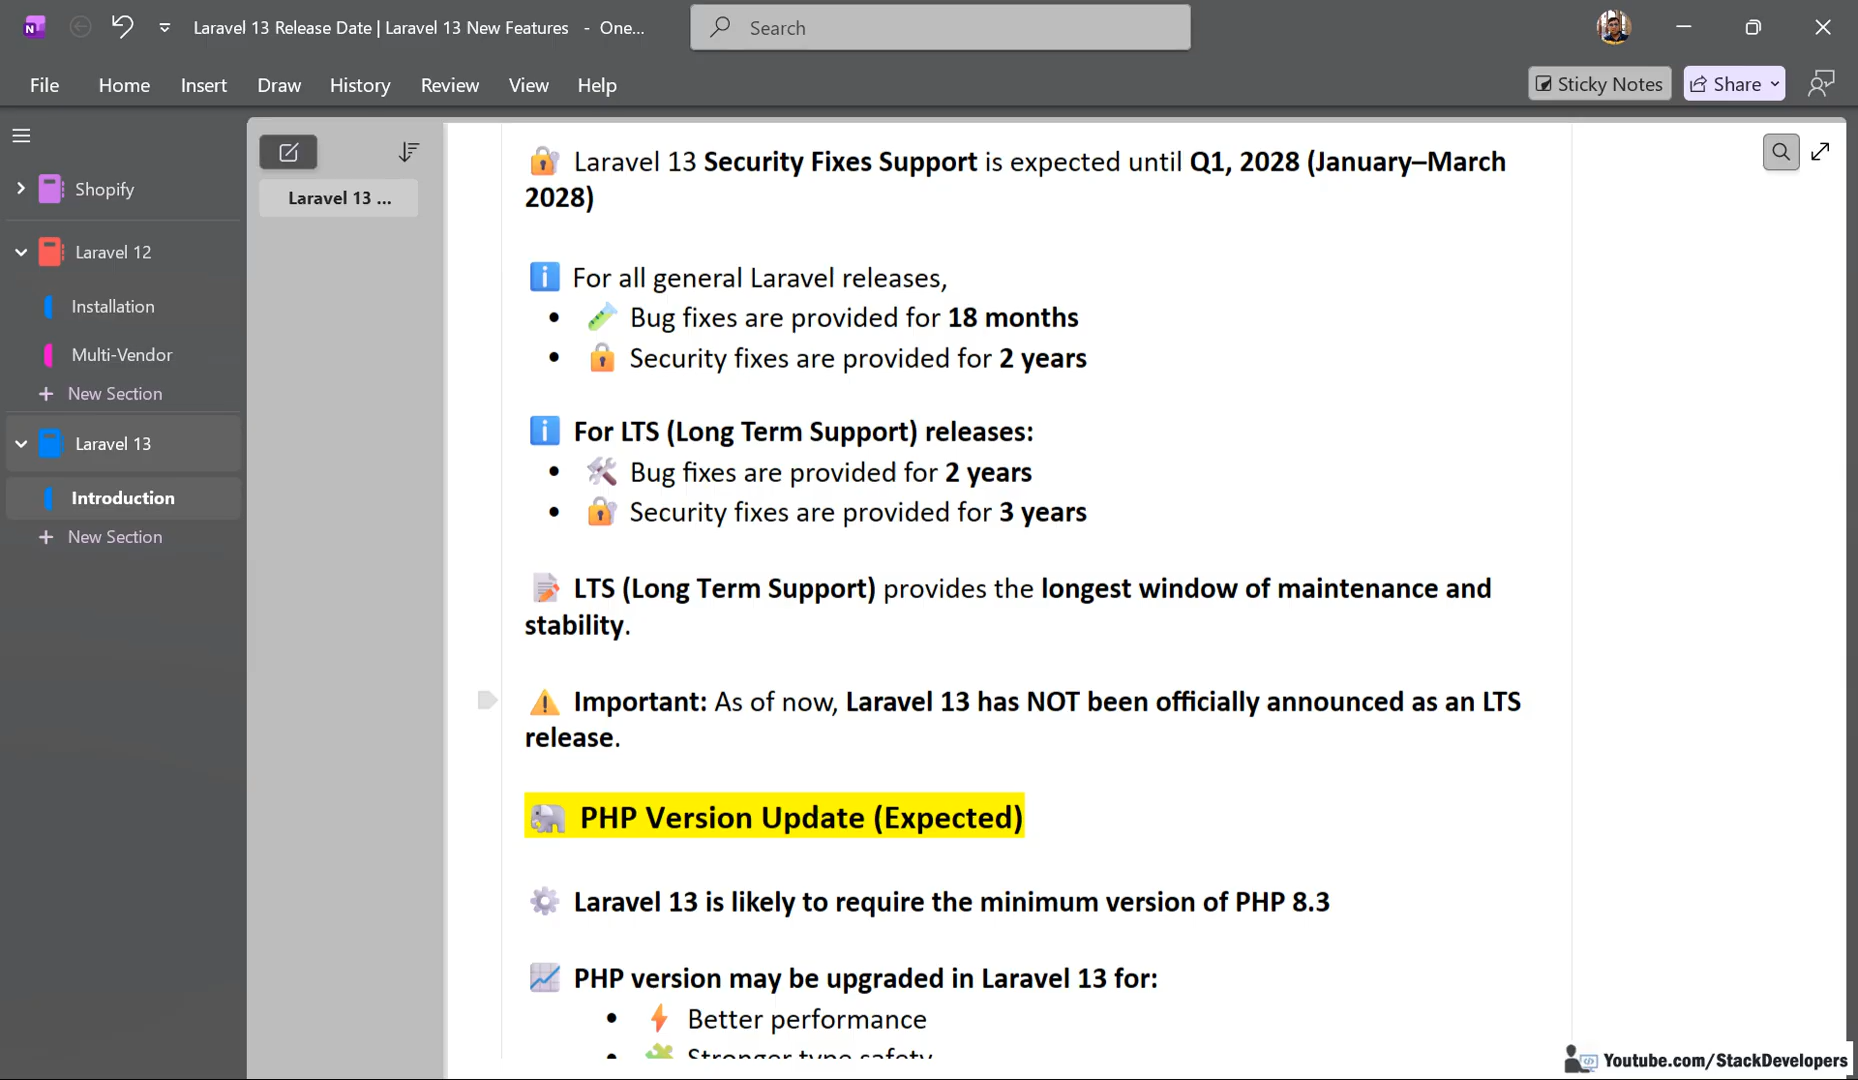 Laravel 13 Release Date | Laravel 13 New Features - One...
Search
File Home Insert Draw History Review View Help
Sticky Notes
Share
Shopify
Laravel 12
Installation
Multi-Vendor
+ New Section
Laravel 13
Introduction
+ New Section
Laravel 13 ...
Laravel 13 Security Fixes Support is expected until Q1, 2028 (January–March
2028)
For all general Laravel releases,
• Bug fixes are provided for 18 months
• Security fixes are provided for 2 years
For LTS (Long Term Support) releases:
• Bug fixes are provided for 2 years
• Security fixes are provided for 3 years
LTS (Long Term Support) provides the longest window of maintenance and
stability.
Important: As of now, Laravel 13 has NOT been officially announced as an LTS
release.
PHP Version Update (Expected)
Laravel 13 is likely to require the minimum version of PHP 8.3
PHP version may be upgraded in Laravel 13 for:
• Better performance
• Stronger type safety
Youtube.com/StackDevelopers